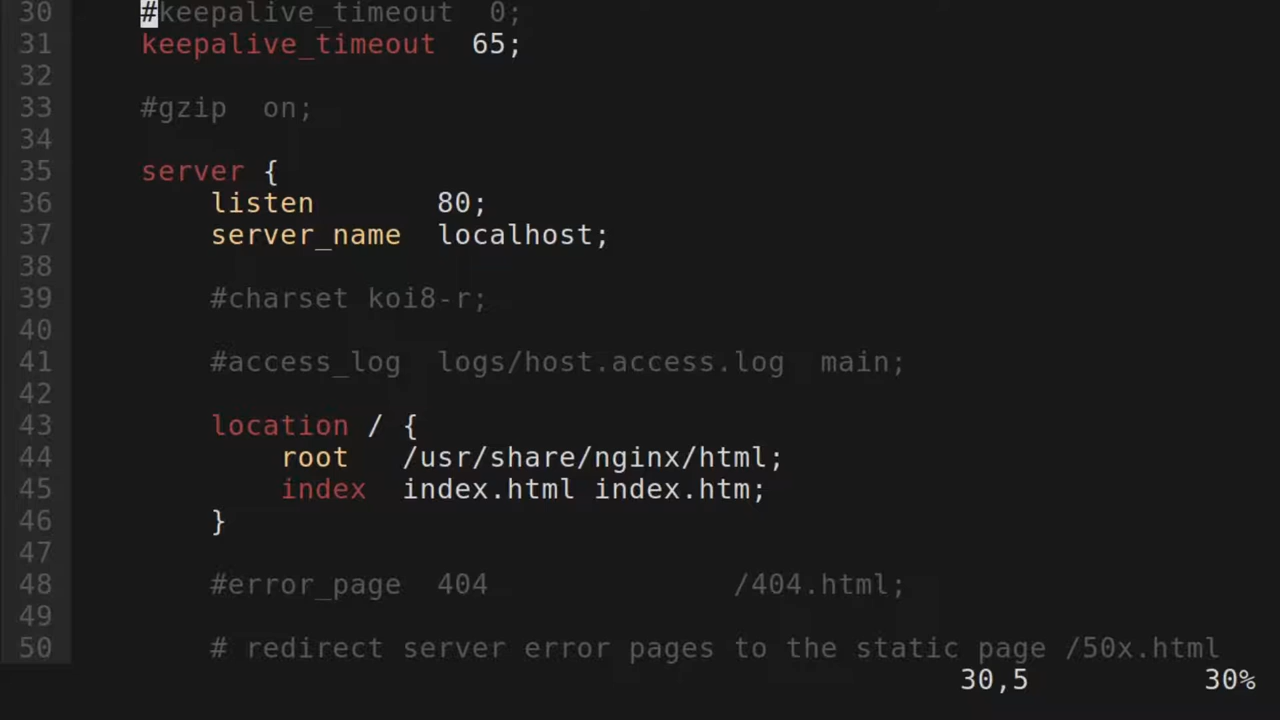 30    #keepalive_timeout  0;
31    keepalive_timeout  65;
32
33    #gzip  on;
34
35    server {
36        listen       80;
37        server_name  localhost;
38
39        #charset koi8-r;
40
41        #access_log  logs/host.access.log  main;
42
43        location / {
44            root   /usr/share/nginx/html;
45            index  index.html index.htm;
46        }
47
48        #error_page  404              /404.html;
49
50        # redirect server error pages to the static page /50x.html
30,5          30%